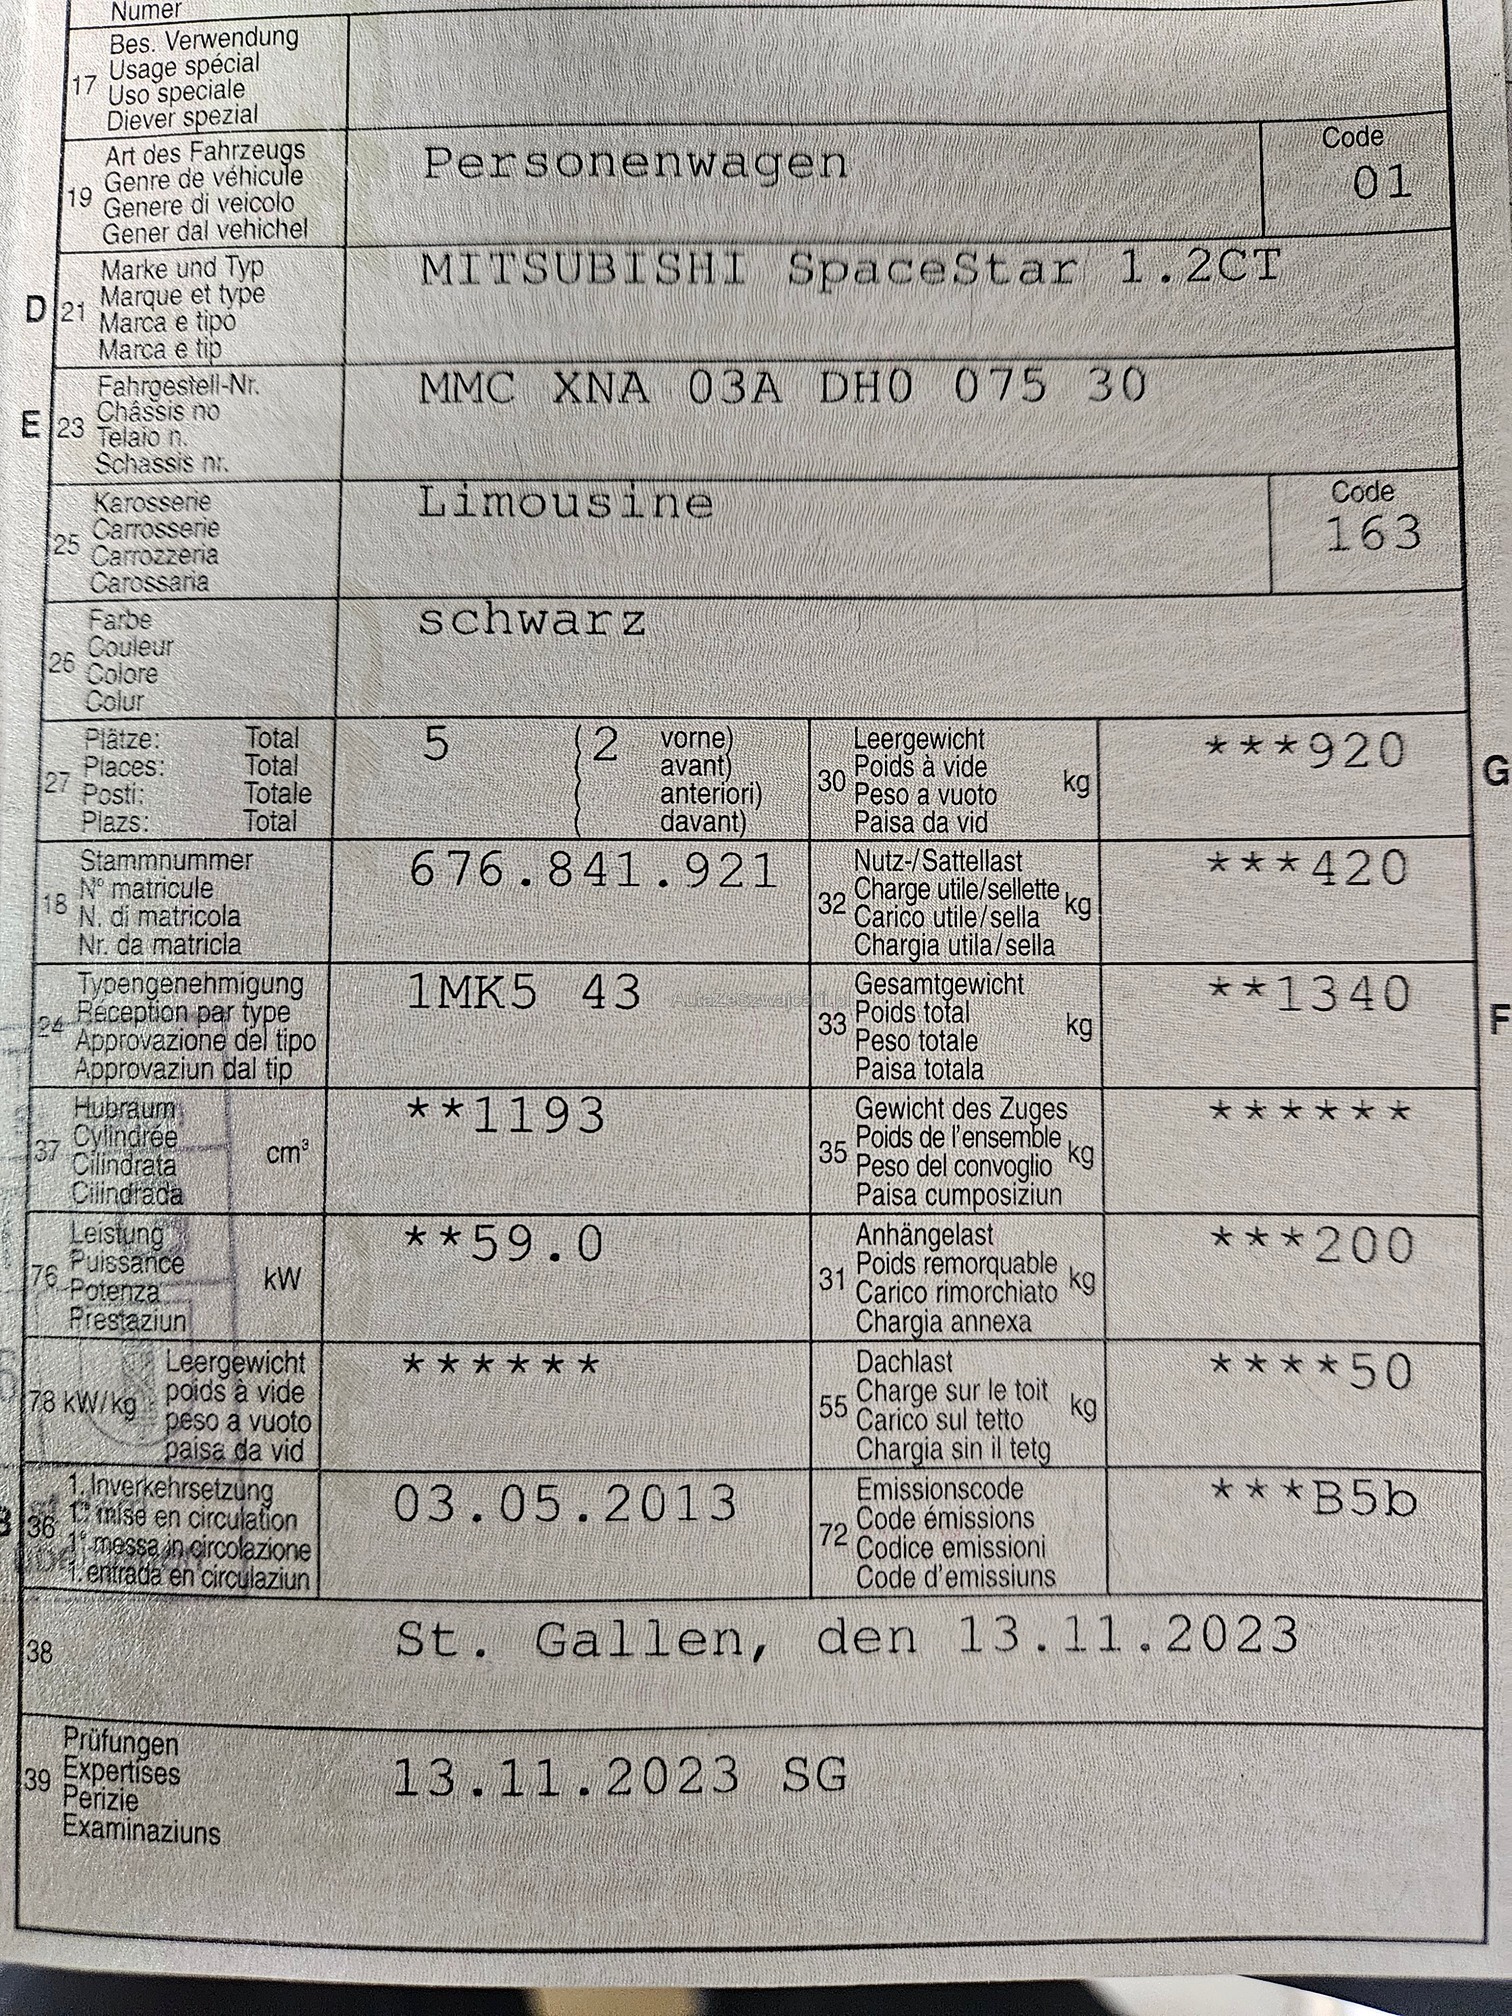 Numer
17 Bes. Verwendung
Usage spécial
Uso speciale
Diever spezial
19 Art des Fahrzeugs
Genre de véhicule
Genere di veicolo
Gener dal vehichel
Personenwagen
Code
01
D 21 Marke und Typ
Marque et type
Marca e tipo
Marca e tip
MITSUBISHI SpaceStar 1.2CT
E 23 Fahrgestell-Nr.
Châssis no
Telaio n.
Schassis nr.
MMC XNA 03A DH0 075 30
25 Karosserie
Carrosserie
Carrozzeria
Carossaria
Limousine
Code
163
26 Farbe
Couleur
Colore
Colur
schwarz
27 Plätze: Total
Places: Total
Posti: Totale
Plazs: Total
5 (2 vorne)
avant)
anteriori)
davant)
30 Leergewicht
Poids à vide
Peso a vuoto
Paisa da vid
kg
***920
G
18 Stammnummer
N° matricule
N. di matricola
Nr. da matricla
676.841.921
32 Nutz-/Sattellast
Charge utile/sellette
Carico utile/sella
Chargia utila/sella
kg
***420
24 Typengenehmigung
Réception par type
Approvazione del tipo
Approvaziun dal tip
1MK5 43
33 Gesamtgewicht
Poids total
Peso totale
Paisa totala
kg
**1340
F
37 Hubraum
Cylindrée
Cilindrata
Cilindrada
cm³
**1193
35 Gewicht des Zuges
Poids de l'ensemble
Peso del convoglio
Paisa cumposiziun
kg
******
76 Leistung
Puissance
Potenza
Prestaziun
kW
**59.0
31 Anhängelast
Poids remorquable
Carico rimorchiato
Chargia annexa
kg
***200
78 kW/kg Leergewicht
poids à vide
peso a vuoto
paisa da vid
******
55 Dachlast
Charge sur le toit
Carico sul tetto
Chargia sin il tetg
kg
****50
B 36 1. Inverkehrsetzung
1re mise en circulation
1a messa in circolazione
1. entrada en circulaziun
03.05.2013
72 Emissionscode
Code émissions
Codice emissioni
Code d'emissiuns
***B5b
38 St. Gallen, den 13.11.2023
39 Prüfungen
Expertises
Perizie
Examinaziuns
13.11.2023 SG